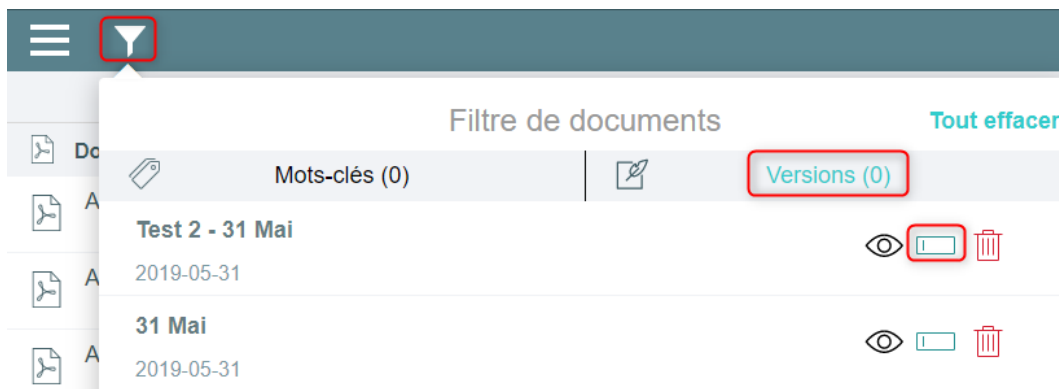 Filtre de documents Tout effacer
Do
Mots-clés (0) Versions (0)
A
Test 2 - 31 Mai
2019-05-31
A
31 Mai
A
2019-05-31